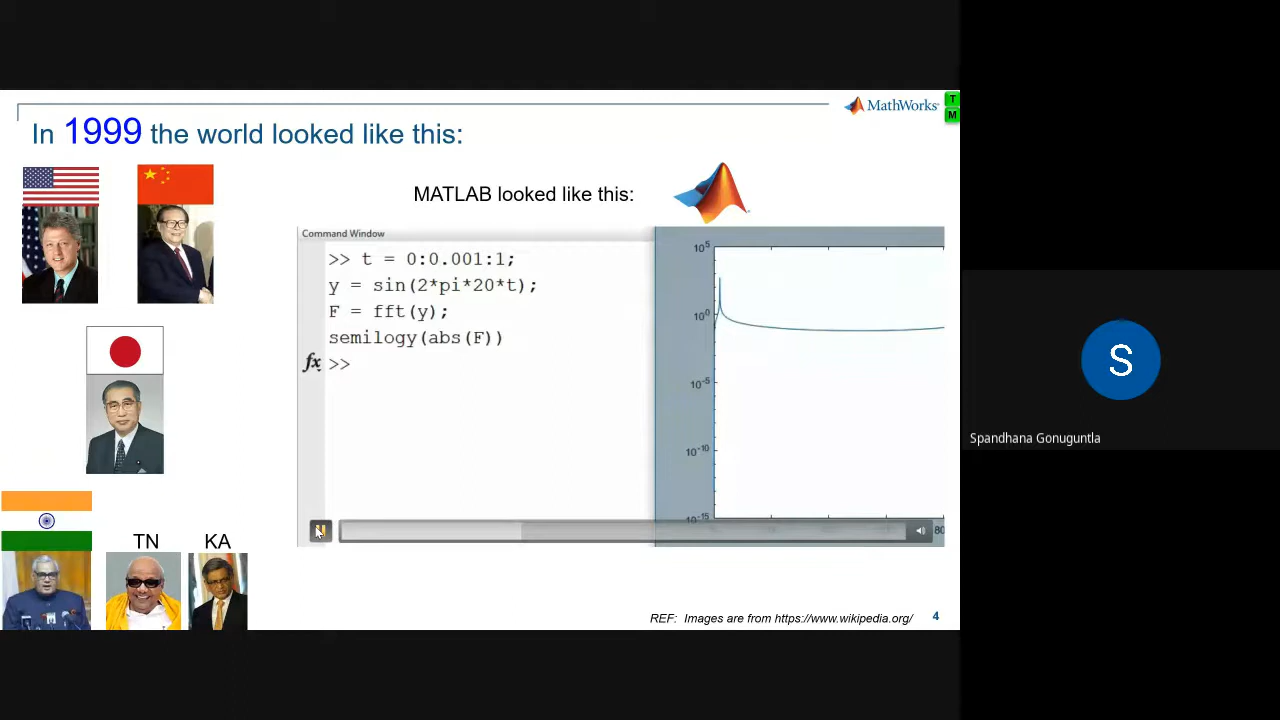 MathWorks
T
M
In 1999 the world looked like this:
MATLAB looked like this:
Command Window
>> t = 0:0.001:1;
y = sin(2*pi*20*t);
F = fft(y);
semilogy(abs(F))
fx >>
10^5
10^0
10^-5
10^-10
10^-15
80
TN
KA
REF: Images are from https://www.wikipedia.org/
4
S
Spandhana Gonuguntla